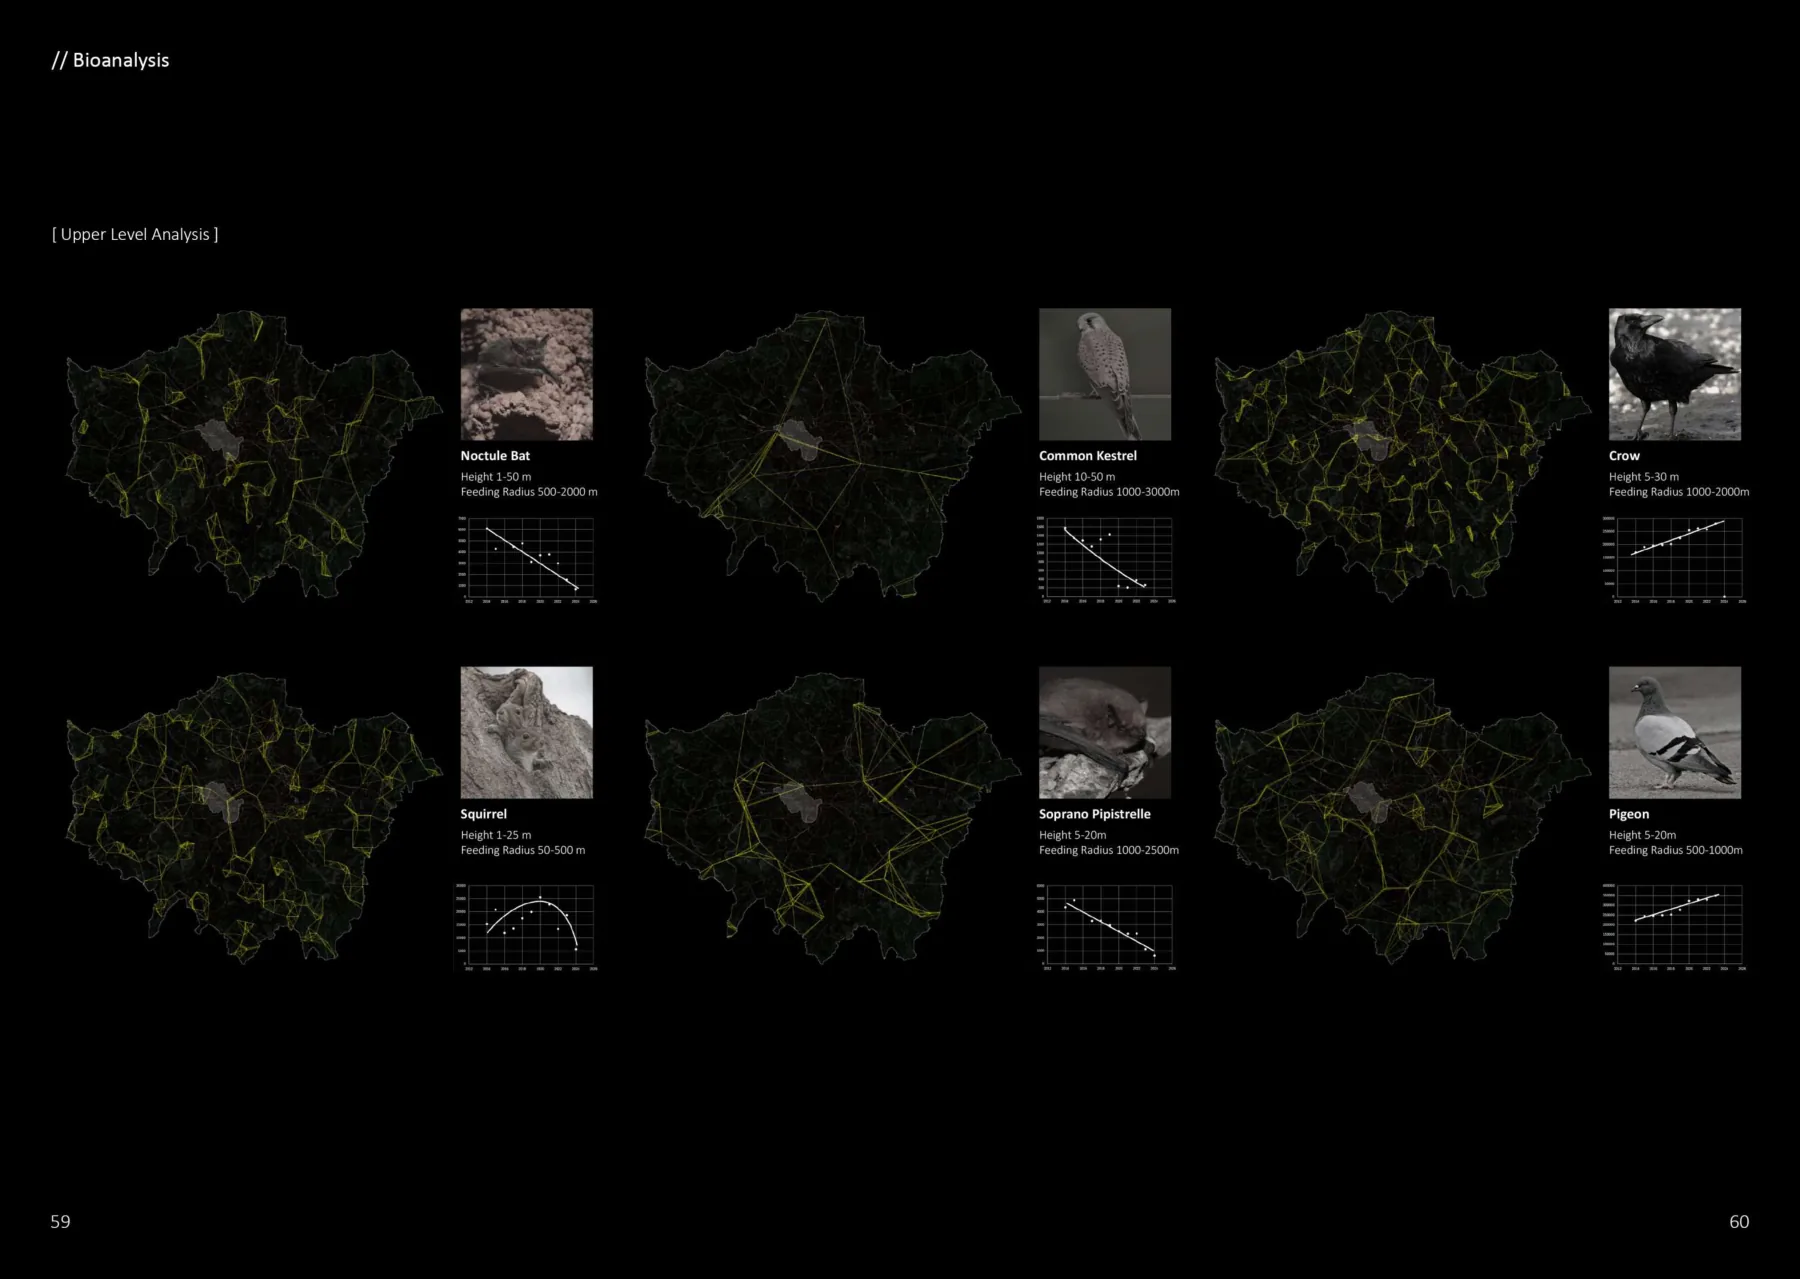 // Bioanalysis
[ Upper Level Analysis ]
Noctule Bat
Height 1-50 m
Feeding Radius 500-2000 m
Common Kestrel
Height 10-50 m
Feeding Radius 1000-3000m
Crow
Height 5-30 m
Feeding Radius 1000-2000m
Squirrel
Height 1-25 m
Feeding Radius 50-500 m
Soprano Pipistrelle
Height 5-20m
Feeding Radius 1000-2500m
Pigeon
Height 5-20m
Feeding Radius 500-1000m
59
60